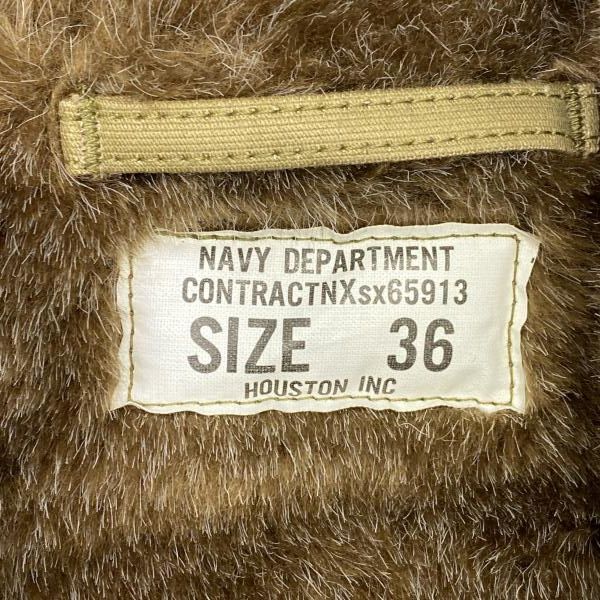 NAVY DEPARTMENT
CONTRACTNXsx65913
SIZE 36
HOUSTON INC